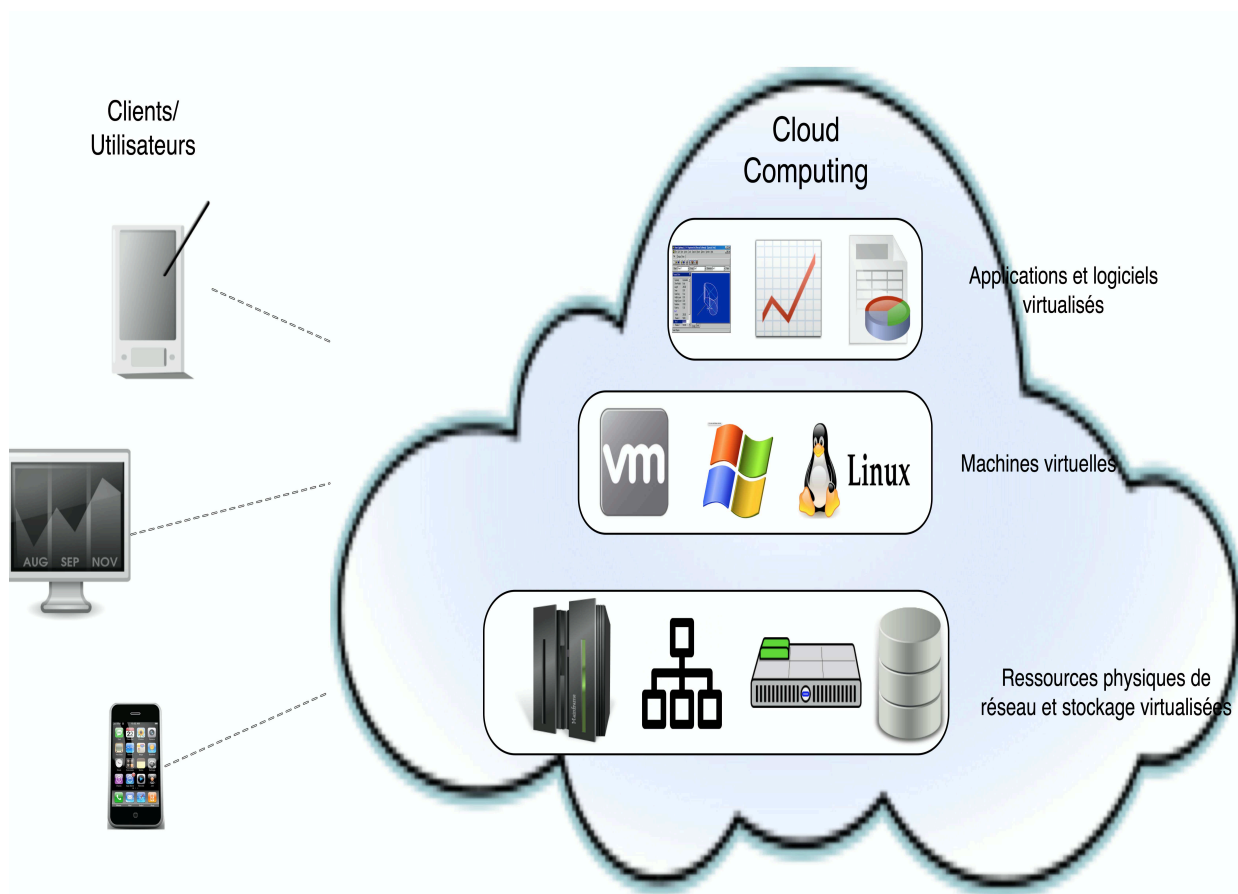 Clients/
Utilisateurs
Cloud
Computing
Applications et logiciels
virtualisés
vm
Linux
Machines virtuelles
AUG SEP NOV
Ressources physiques de
réseau et stockage virtualisées